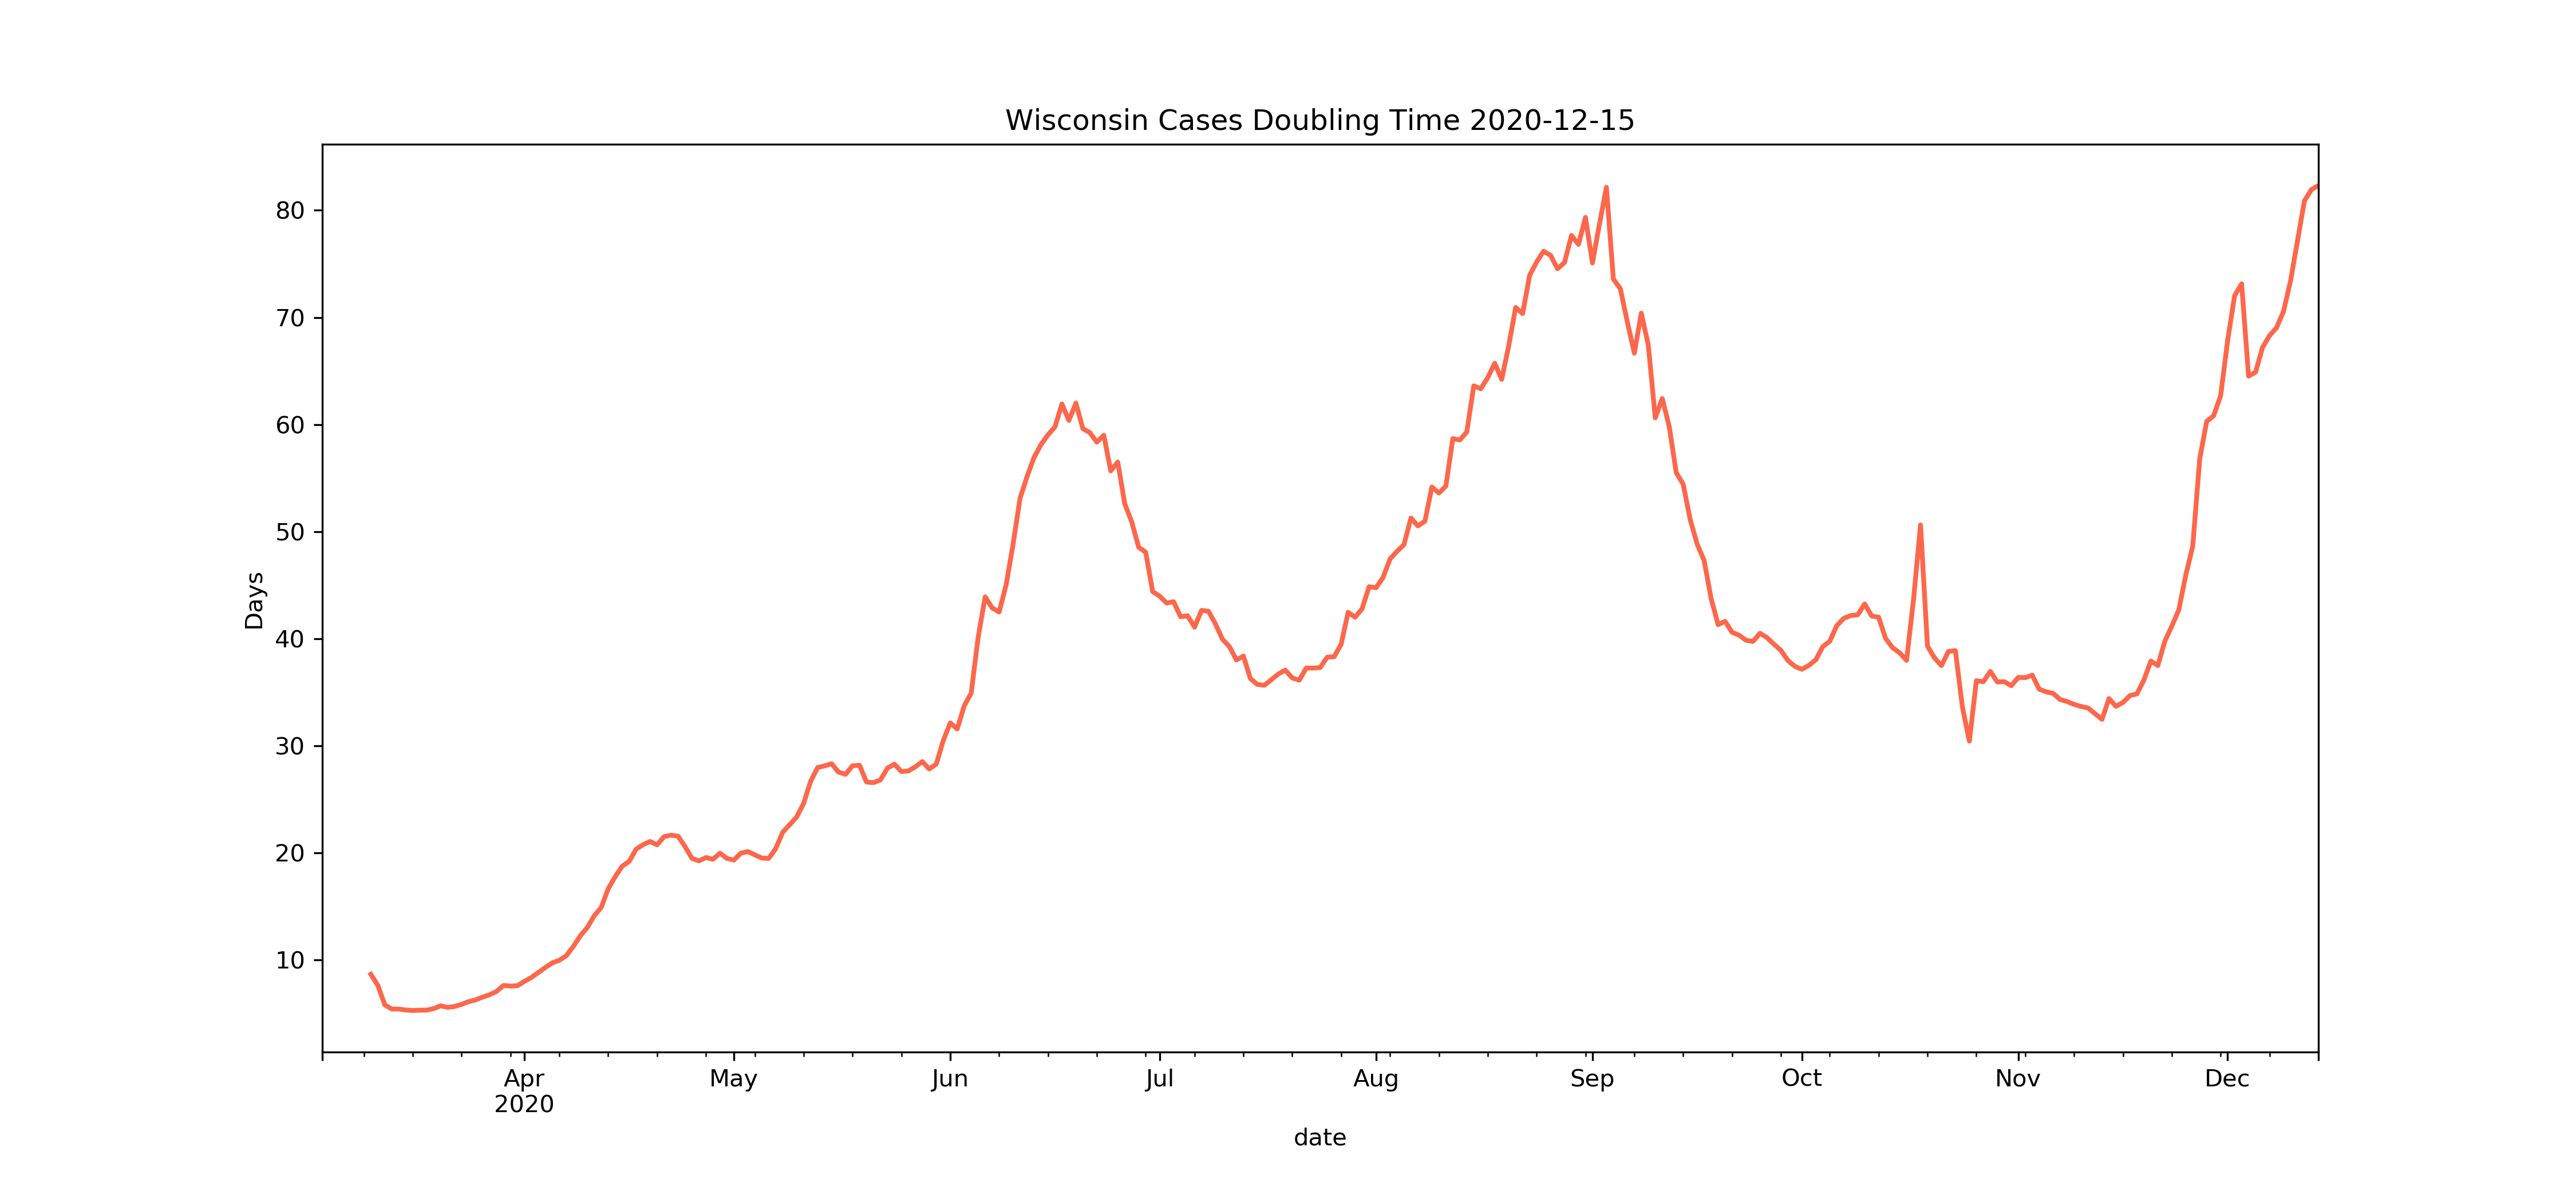 Wisconsin Cases Doubling Time 2020-12-15
80
70
60
50
40
30
20
10
Days
Apr May Jun Jul Aug Sep Oct Nov Dec
2020
date